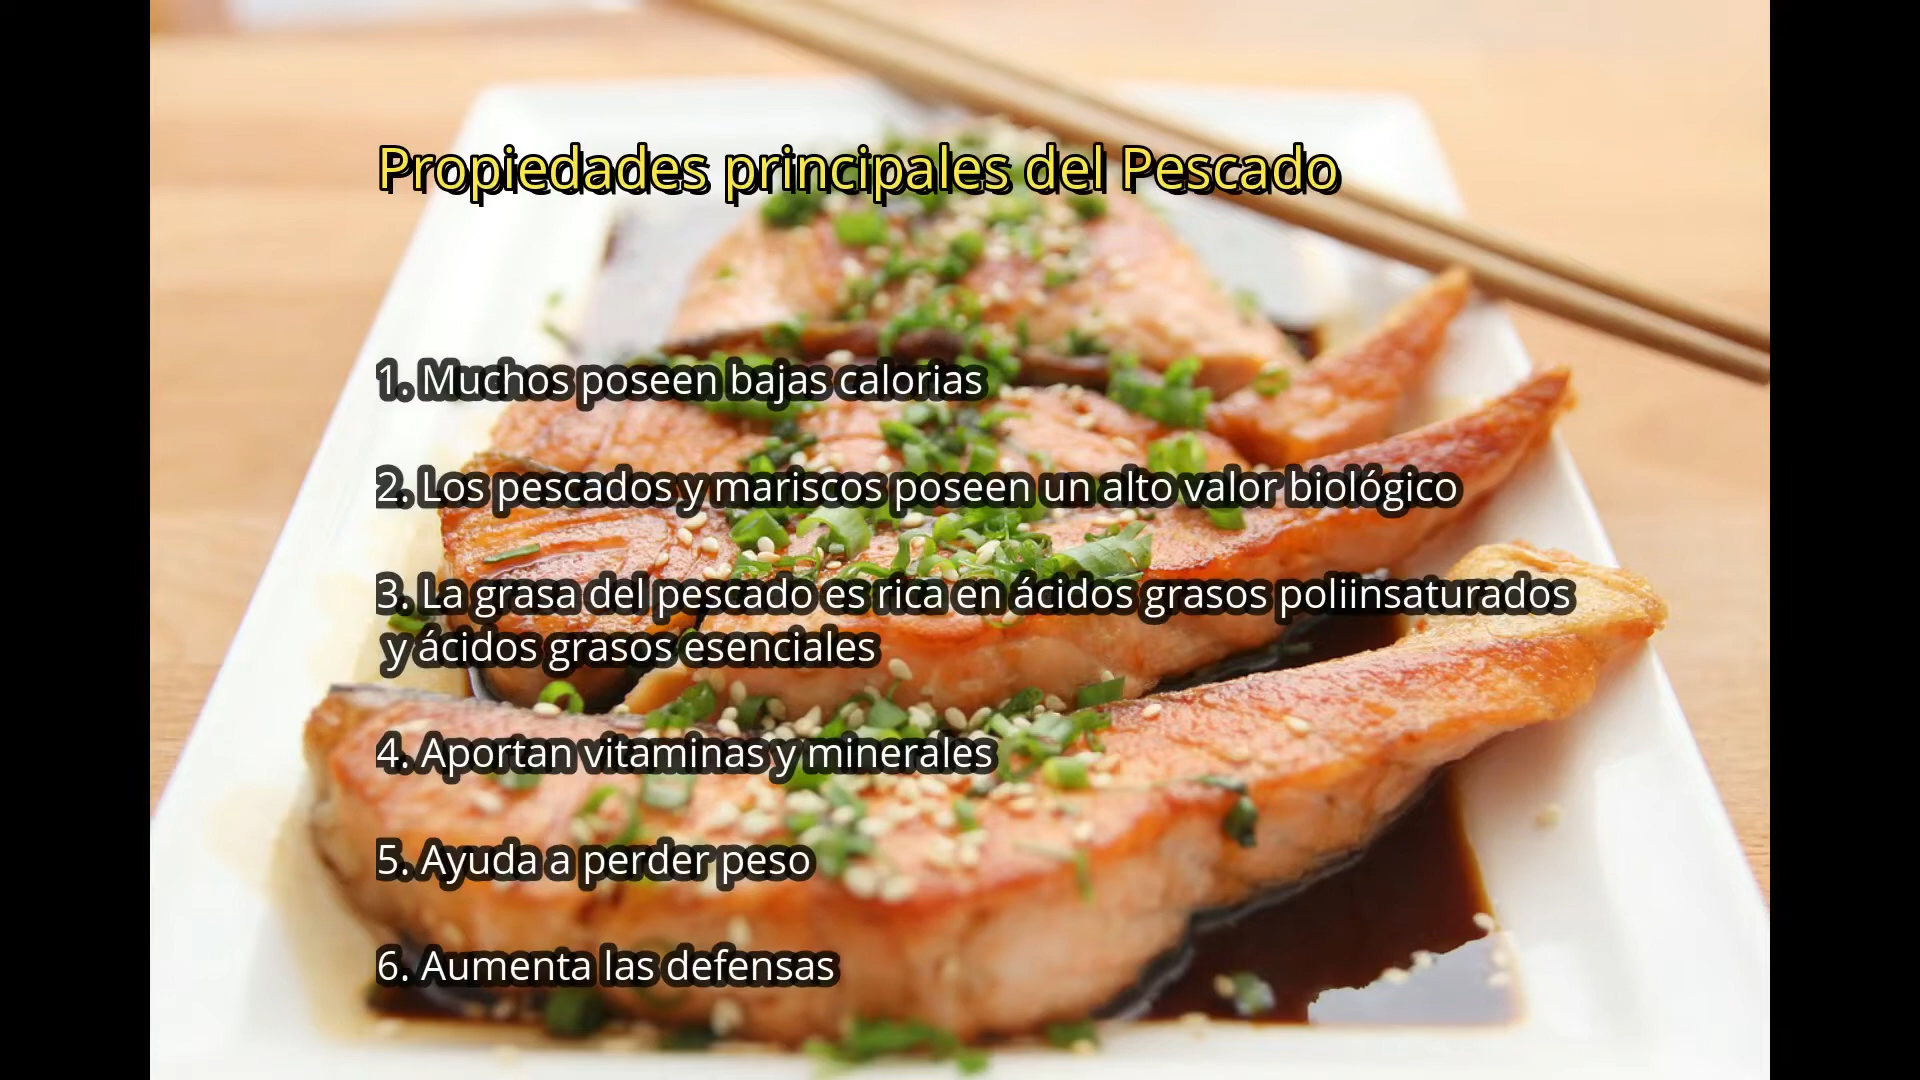 Propiedades principales del Pescado
1. Muchos poseen bajas calorias
2. Los pescados y mariscos poseen un alto valor biológico
3. La grasa del pescado es rica en ácidos grasos poliinsaturados
y ácidos grasos esenciales
4. Aportan vitaminas y minerales
5. Ayuda a perder peso
6. Aumenta las defensas